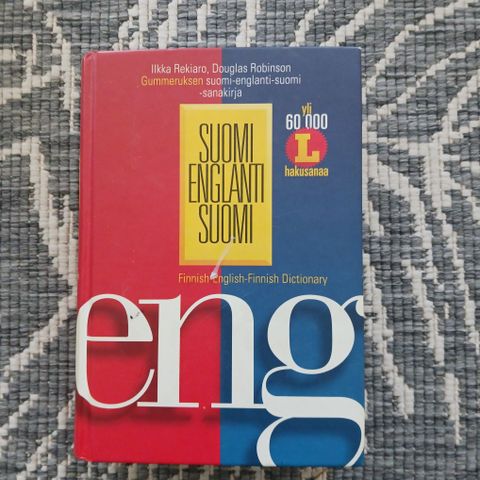 Ilkka Rekiaro, Douglas Robinson
Gummeruksen suomi-englanti-suomi
-sanakirja
yli
60 000
L
hakusanaa
SUOMI
ENGLANTI
SUOMI
Finnish-English-Finnish Dictionary
eng